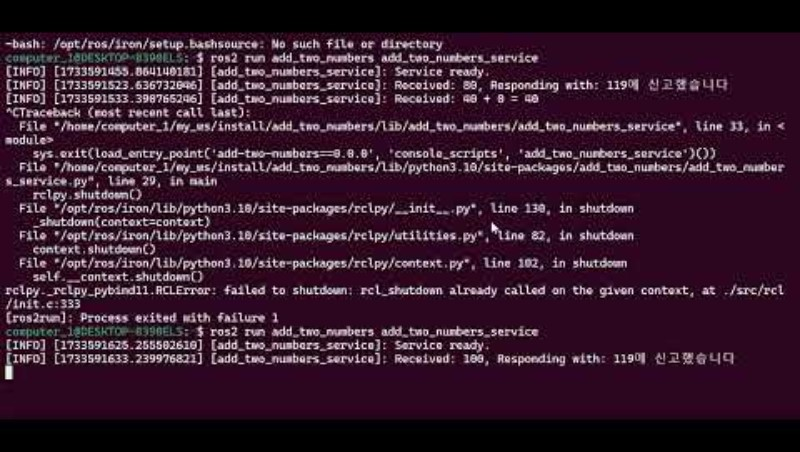 -bash: /opt/ros/iron/setup.bashsource: No such file or directory
computer_1@DESKTOP-8398ELS: $ ros2 run add_two_numbers add_two_numbers_service
[INFO] [1733591455.864140181] [add_two_numbers_service]: Service ready.
[INFO] [1733591523.636732046] [add_two_numbers_service]: Received: 80, Responding with: 119에 신고했습니다
[INFO] [1733591533.398765246] [add_two_numbers_service]: Received: 40 + 0 = 40
^CTraceback (most recent call last):
File "/home/computer_1/my_ws/install/add_two_numbers/lib/add_two_numbers/add_two_numbers_service", line 33, in <
module>
sys.exit(load_entry_point('add-two-numbers==0.0.0', 'console_scripts', 'add_two_numbers_service')())
File "/home/computer_1/my_ws/install/add_two_numbers/lib/python3.10/site-packages/add_two_numbers/add_two_number
s_service.py", line 29, in main
rclpy.shutdown()
File "/opt/ros/iron/lib/python3.10/site-packages/rclpy/__init__.py", line 130, in shutdown
_shutdown(context=context)
File "/opt/ros/iron/lib/python3.10/site-packages/rclpy/utilities.py", line 82, in shutdown
context.shutdown()
File "/opt/ros/iron/lib/python3.10/site-packages/rclpy/context.py", line 102, in shutdown
self.__context.shutdown()
rclpy._rclpy_pybind11.RCLError: failed to shutdown: rcl_shutdown already called on the given context, at ./src/rcl
/init.c:333
[ros2run]: Process exited with failure 1
computer_1@DESKTOP-8398ELS: $ ros2 run add_two_numbers add_two_numbers_service
[INFO] [1733591625.255502610] [add_two_numbers_service]: Service ready.
[INFO] [1733591633.239976821] [add_two_numbers_service]: Received: 100, Responding with: 119에 신고했습니다